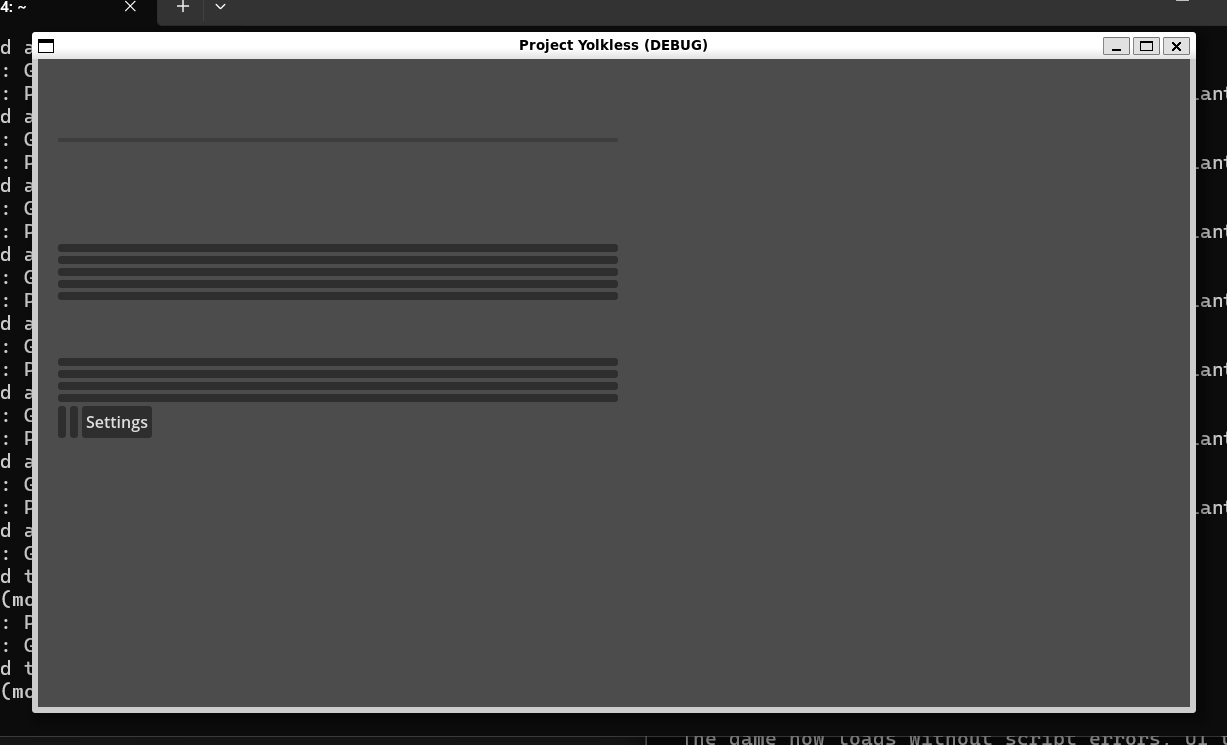 4: ~
Project Yolkless (DEBUG)
d a
: G
: P
d a
: G
: P
d a
: G
: P
d a
: G
: P
d a
: G
: P
d a
: G
: P
d a
: G
: P
d a
: G
d t
(mo
: P
: G
d t
(mo
lant
lant
lant
lant
lant
lant
lant
Settings
The game now loads without script errors. UI